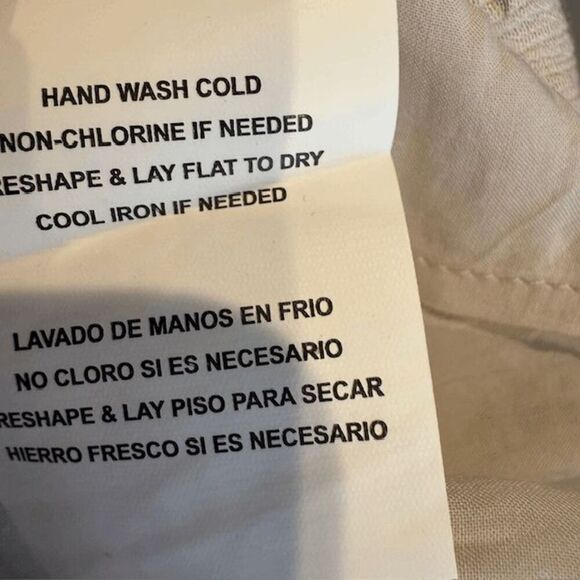 HAND WASH COLD
NON-CHLORINE IF NEEDED
RESHAPE & LAY FLAT TO DRY
COOL IRON IF NEEDED
LAVADO DE MANOS EN FRIO
NO CLORO SI ES NECESARIO
RESHAPE & LAY PISO PARA SECAR
HIERRO FRESCO SI ES NECESARIO